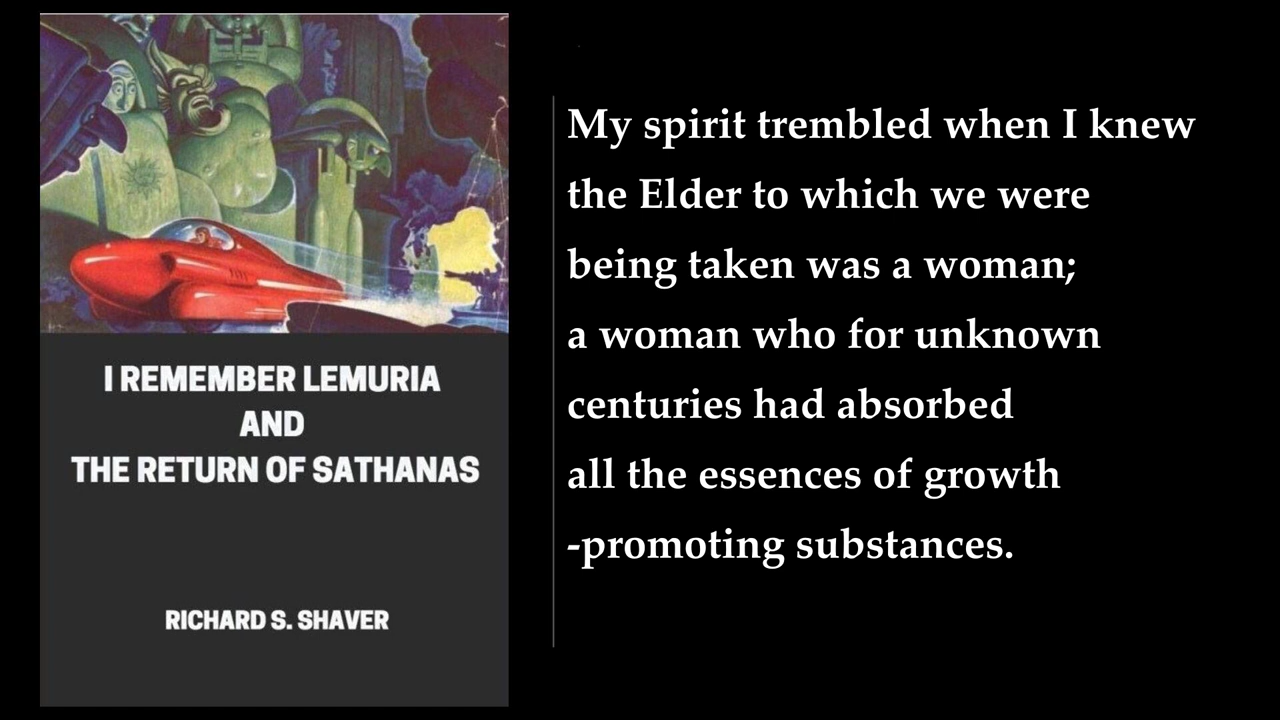 I REMEMBER LEMURIA
AND
THE RETURN OF SATHANAS
RICHARD S. SHAVER
My spirit trembled when I knew
the Elder to which we were
being taken was a woman;
a woman who for unknown
centuries had absorbed
all the essences of growth
-promoting substances.